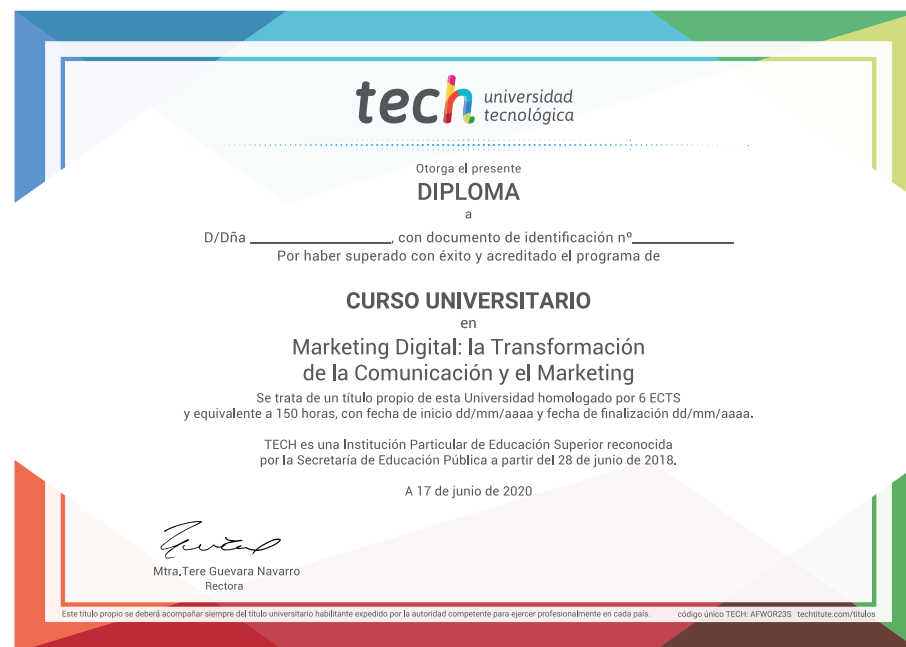 tech universidad
tecnológica
Otorga el presente
DIPLOMA
a
D/Dña ____________________, con documento de identificación nº______________
Por haber superado con éxito y acreditado el programa de
CURSO UNIVERSITARIO
en
Marketing Digital: la Transformación
de la Comunicación y el Marketing
Se trata de un título propio de esta Universidad homologado por 6 ECTS
y equivalente a 150 horas, con fecha de inicio dd/mm/aaaa y fecha de finalización dd/mm/aaaa.
TECH es una Institución Particular de Educación Superior reconocida
por la Secretaría de Educación Pública a partir del 28 de junio de 2018.
A 17 de junio de 2020
Mtra.Tere Guevara Navarro
Rectora
Este título propio se deberá acompañar siempre del título universitario habilitante expedido por la autoridad competente para ejercer profesionalmente en cada país. código único TECH: AFWOR23S techtitute.com/titulos